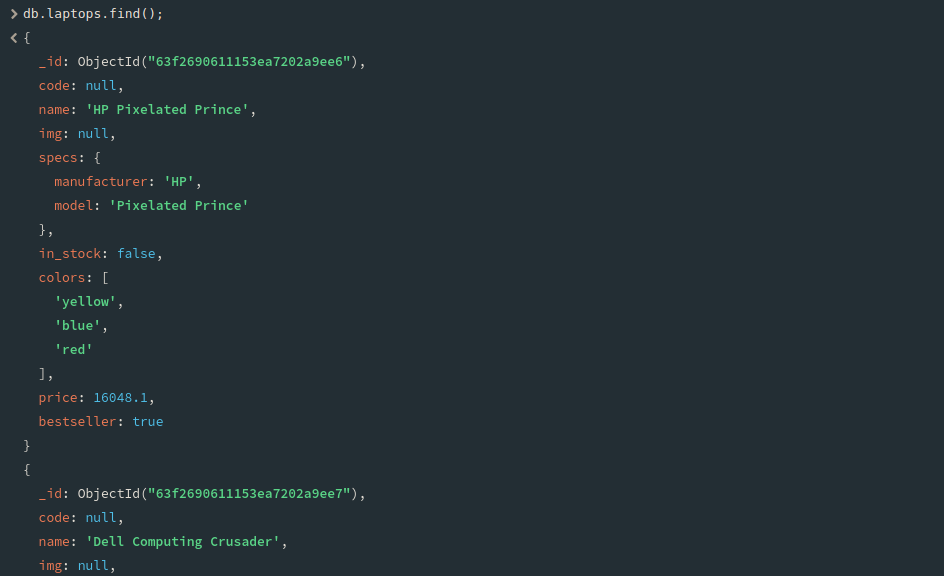 > db.laptops.find();
< {
_id: ObjectId("63f2690611153ea7202a9ee6"),
code: null,
name: 'HP Pixelated Prince',
img: null,
specs: {
manufacturer: 'HP',
model: 'Pixelated Prince'
},
in_stock: false,
colors: [
'yellow',
'blue',
'red'
],
price: 16048.1,
bestseller: true
}
{
_id: ObjectId("63f2690611153ea7202a9ee7"),
code: null,
name: 'Dell Computing Crusader',
img: null,